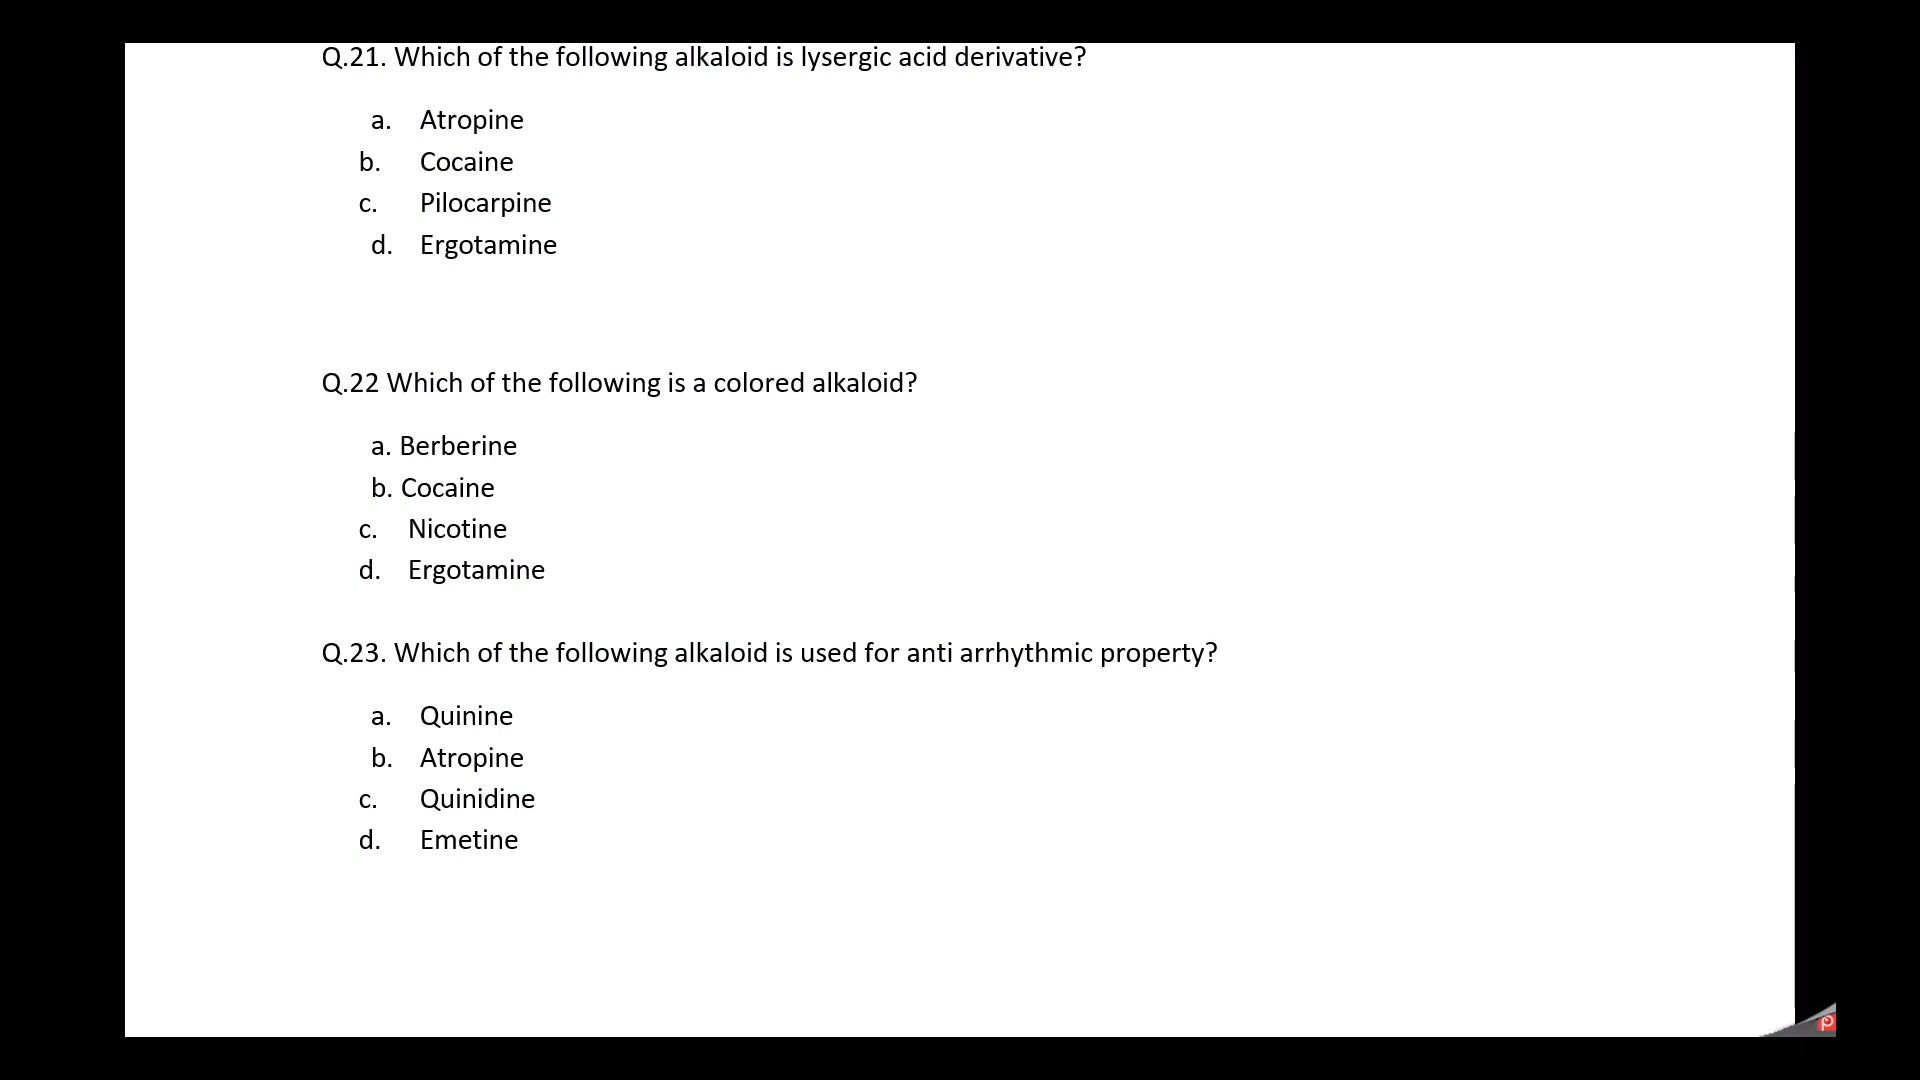 Q.21. Which of the following alkaloid is lysergic acid derivative?
a. Atropine
b. Cocaine
c. Pilocarpine
d. Ergotamine
Q.22 Which of the following is a colored alkaloid?
a. Berberine
b. Cocaine
c. Nicotine
d. Ergotamine
Q.23. Which of the following alkaloid is used for anti arrhythmic property?
a. Quinine
b. Atropine
c. Quinidine
d. Emetine